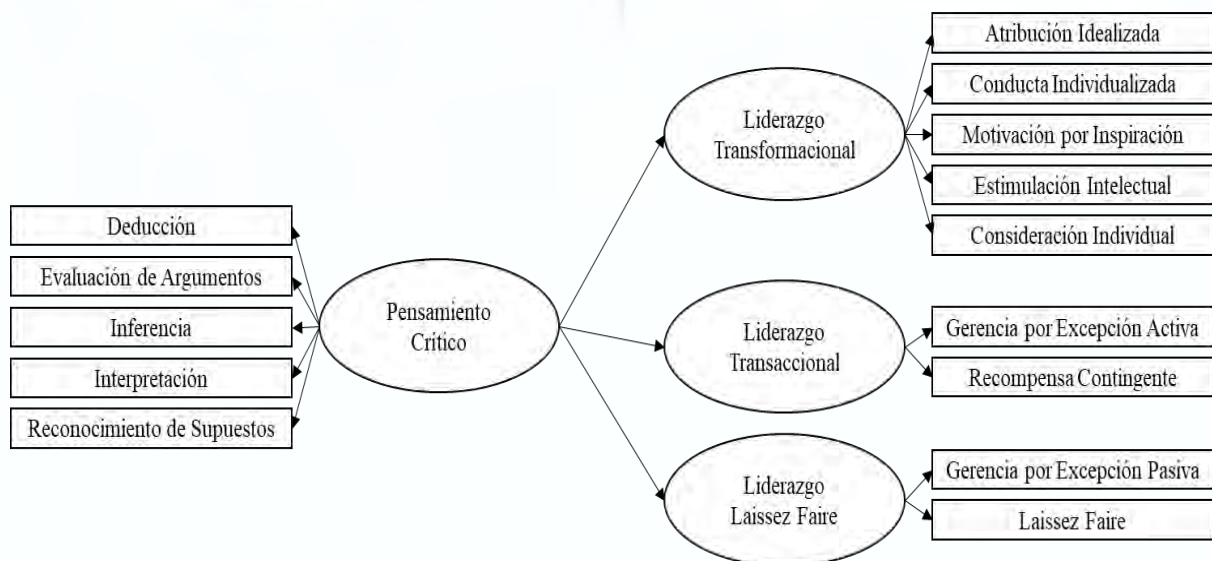 Deducción
Evaluación de Argumentos
Inferencia
Interpretación
Reconocimiento de Supuestos
Pensamiento
Crítico
Liderazgo
Transformacional
Atribución Idealizada
Conducta Individualizada
Motivación por Inspiración
Estimulación Intelectual
Consideración Individual
Liderazgo
Transaccional
Gerencia por Excepción Activa
Recompensa Contingente
Liderazgo
Laissez Faire
Gerencia por Excepción Pasiva
Laissez Faire